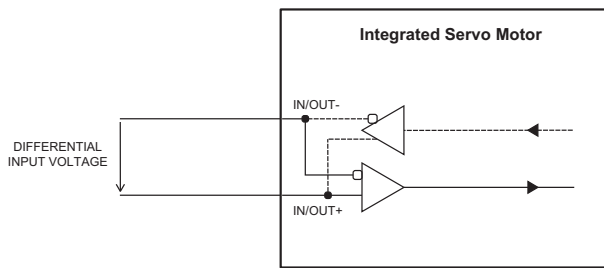 Integrated Servo Motor
IN/OUT-
DIFFERENTIAL
INPUT VOLTAGE
IN/OUT+